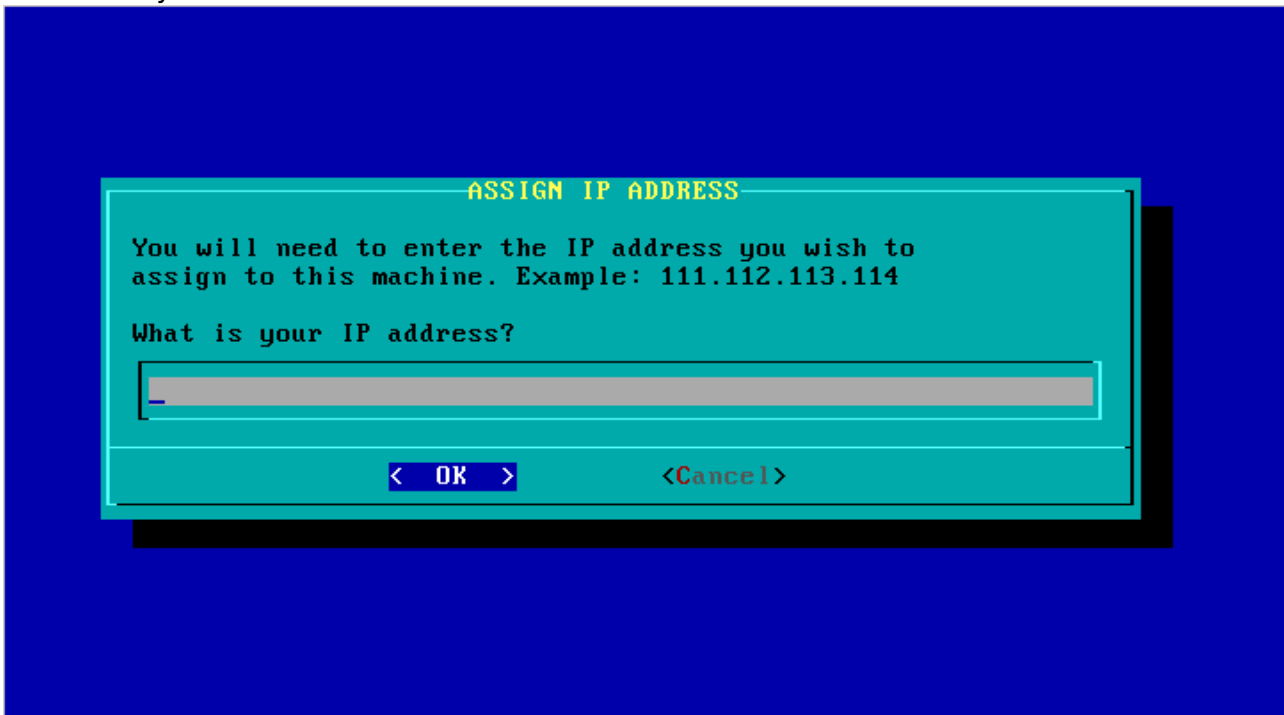 ASSIGN IP ADDRESS
You will need to enter the IP address you wish to
assign to this machine. Example: 111.112.113.114
What is your IP address?
< OK > <Cancel>